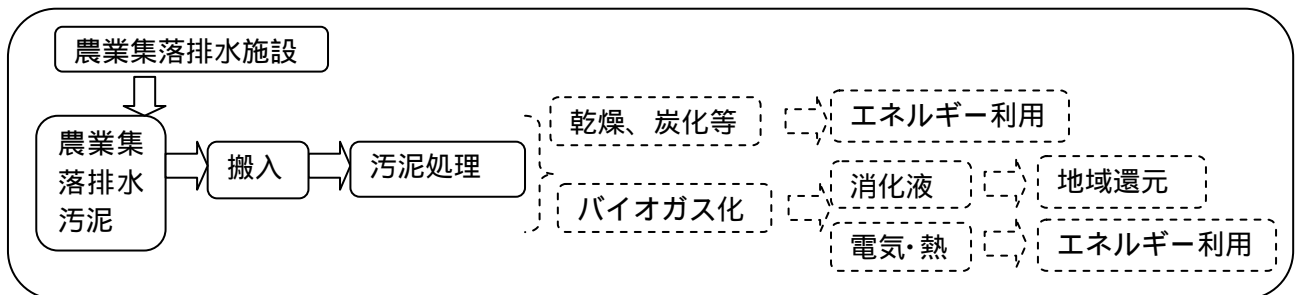 農業集落排水施設
農業集
落排水
汚泥
搬入
汚泥処理
乾燥、炭化等
エネルギー利用
バイオガス化
消化液
地域還元
電気・熱
エネルギー利用